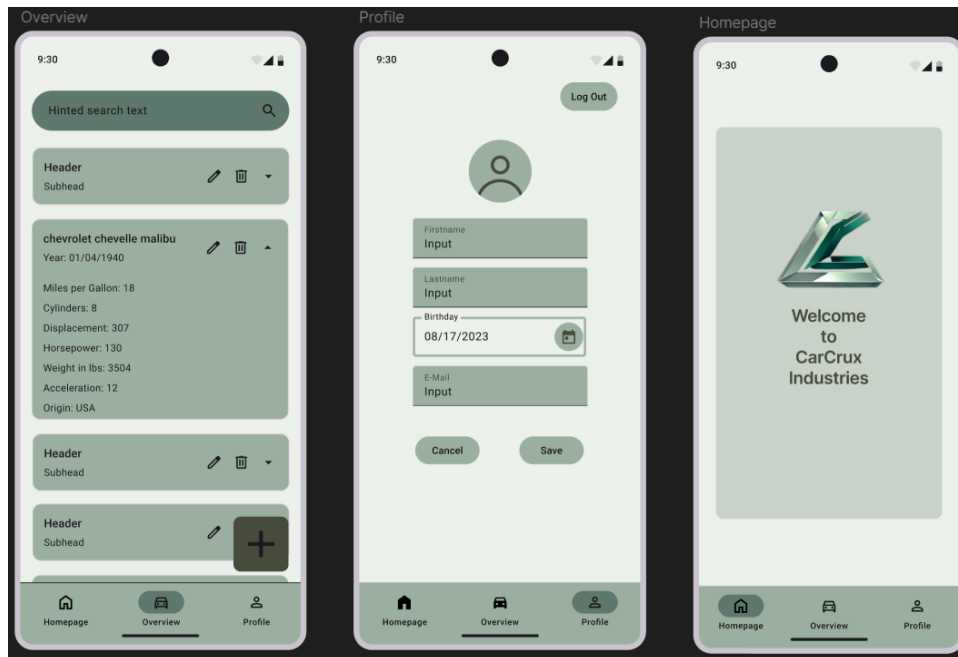 Overview
9:30
Hinted search text
Header
Subhead
chevrolet chevelle malibu
Year: 01/04/1940
Miles per Gallon: 18
Cylinders: 8
Displacement: 307
Horsepower: 130
Weight in lbs: 3504
Acceleration: 12
Origin: USA
Header
Subhead
Header
Subhead
Homepage
Overview
Profile
Profile
9:30
Log Out
Firstname
Input
Lastname
Input
Birthday
08/17/2023
E-Mail
Input
Cancel
Save
Homepage
Overview
Profile
Homepage
9:30
Welcome
to
CarCrux
Industries
Homepage
Overview
Profile